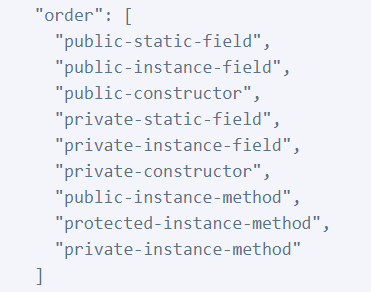 "order": [
"public-static-field",
"public-instance-field",
"public-constructor",
"private-static-field",
"private-instance-field",
"private-constructor",
"public-instance-method",
"protected-instance-method",
"private-instance-method"
]